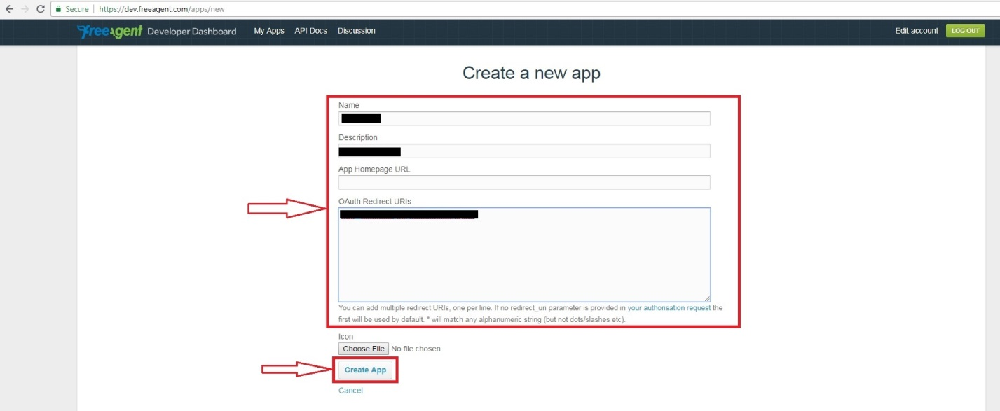 Secure | https://dev.freeagent.com/apps/new
freeagent Developer Dashboard My Apps API Docs Discussion Edit account LOG OUT
Create a new app
Name
Description
App Homepage URL
OAuth Redirect URIs
You can add multiple redirect URIs, one per line. If no redirect_uri parameter is provided in your authorisation request the
first will be used by default. * will match any alphanumeric string (but not dots/slashes etc).
Icon
Choose File No file chosen
Create App
Cancel